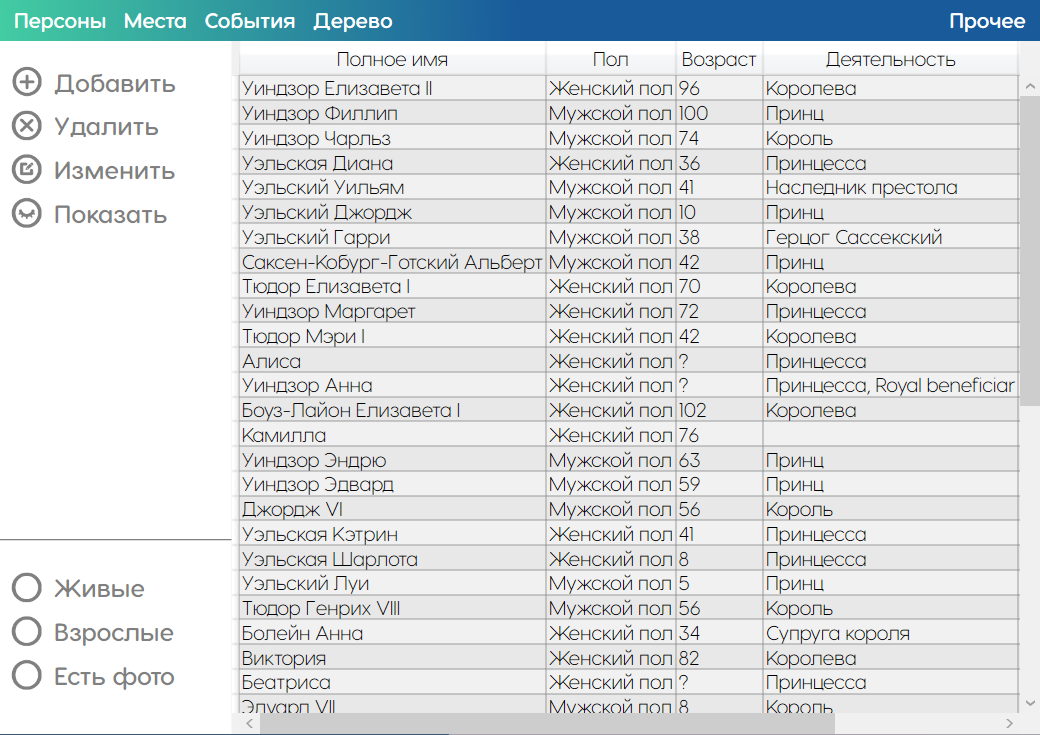 Персоны Места События Дерево Прочее
Добавить
Удалить
Изменить
Показать
Живые
Взрослые
Есть фото
Полное имя Пол Возраст Деятельность
Уиндзор Елизавета II Женский пол 96 Королева
Уиндзор Филлип Мужской пол 100 Принц
Уиндзор Чарльз Мужской пол 74 Король
Уэльская Диана Женский пол 36 Принцесса
Уэльский Уильям Мужской пол 41 Наследник престола
Уэльский Джордж Мужской пол 10 Принц
Уэльский Гарри Мужской пол 38 Герцог Сассекский
Саксен-Кобург-Готский Альберт Мужской пол 42 Принц
Тюдор Елизавета I Женский пол 70 Королева
Уиндзор Маргарет Женский пол 72 Принцесса
Тюдор Мэри I Женский пол 42 Королева
Алиса Женский пол ? Принцесса
Уиндзор Анна Женский пол ? Принцесса, Royal beneficiar
Боуз-Лайон Елизавета I Женский пол 102 Королева
Камилла Женский пол 76
Уиндзор Эндрю Мужской пол 63 Принц
Уиндзор Эдвард Мужской пол 59 Принц
Джордж VI Мужской пол 56 Король
Уэльская Кэтрин Женский пол 41 Принцесса
Уэльская Шарлота Женский пол 8 Принцесса
Уэльский Луи Мужской пол 5 Принц
Тюдор Генрих VIII Мужской пол 56 Король
Болейн Анна Женский пол 34 Супруга короля
Виктория Женский пол 82 Королева
Беатриса Женский пол ? Принцесса
Эдуард VII Мужской пол 8 Король